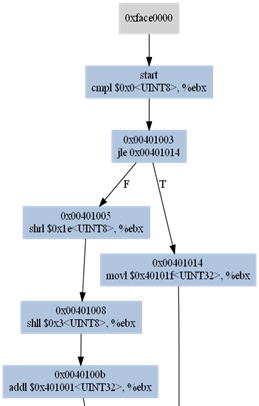 0xface0000
start
cmpl $0x0<UINT8>, %ebx
0x00401003
jle 0x00401014
F
T
0x00401005
shrl $0x1e<UINT8>, %ebx
0x00401014
movl $0x40101f<UINT32>, %ebx
0x00401008
shll $0x3<UINT8>, %ebx
0x0040100b
addl $0x401001<UINT32>, %ebx